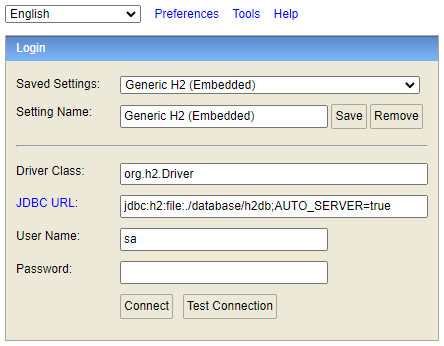 English Preferences Tools Help
Login
Saved Settings: Generic H2 (Embedded)
Setting Name: Generic H2 (Embedded) Save Remove
Driver Class: org.h2.Driver
JDBC URL: jdbc:h2:file:./database/h2db;AUTO_SERVER=true
User Name: sa
Password:
Connect Test Connection